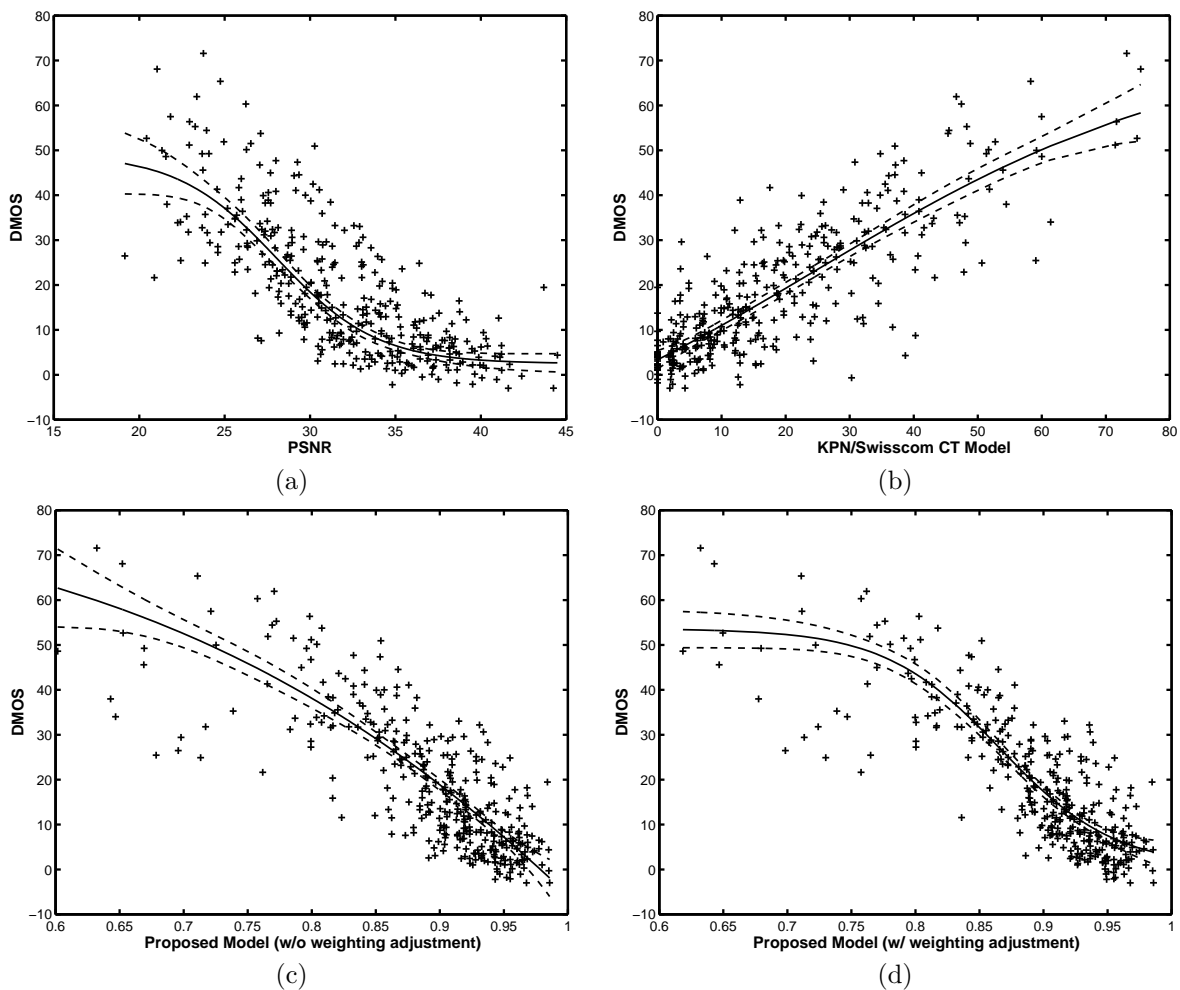 80
70
60
50
40
30
20
10
0
−10
DMOS
15 20 25 30 35 40 45
PSNR
(a)
80
70
60
50
40
30
20
10
0
−10
DMOS
0 10 20 30 40 50 60 70 80
KPN/Swisscom CT Model
(b)
80
70
60
50
40
30
20
10
0
−10
DMOS
0.6 0.65 0.7 0.75 0.8 0.85 0.9 0.95 1
Proposed Model (w/o weighting adjustment)
(c)
80
70
60
50
40
30
20
10
0
−10
DMOS
0.6 0.65 0.7 0.75 0.8 0.85 0.9 0.95 1
Proposed Model (w/ weighting adjustment)
(d)